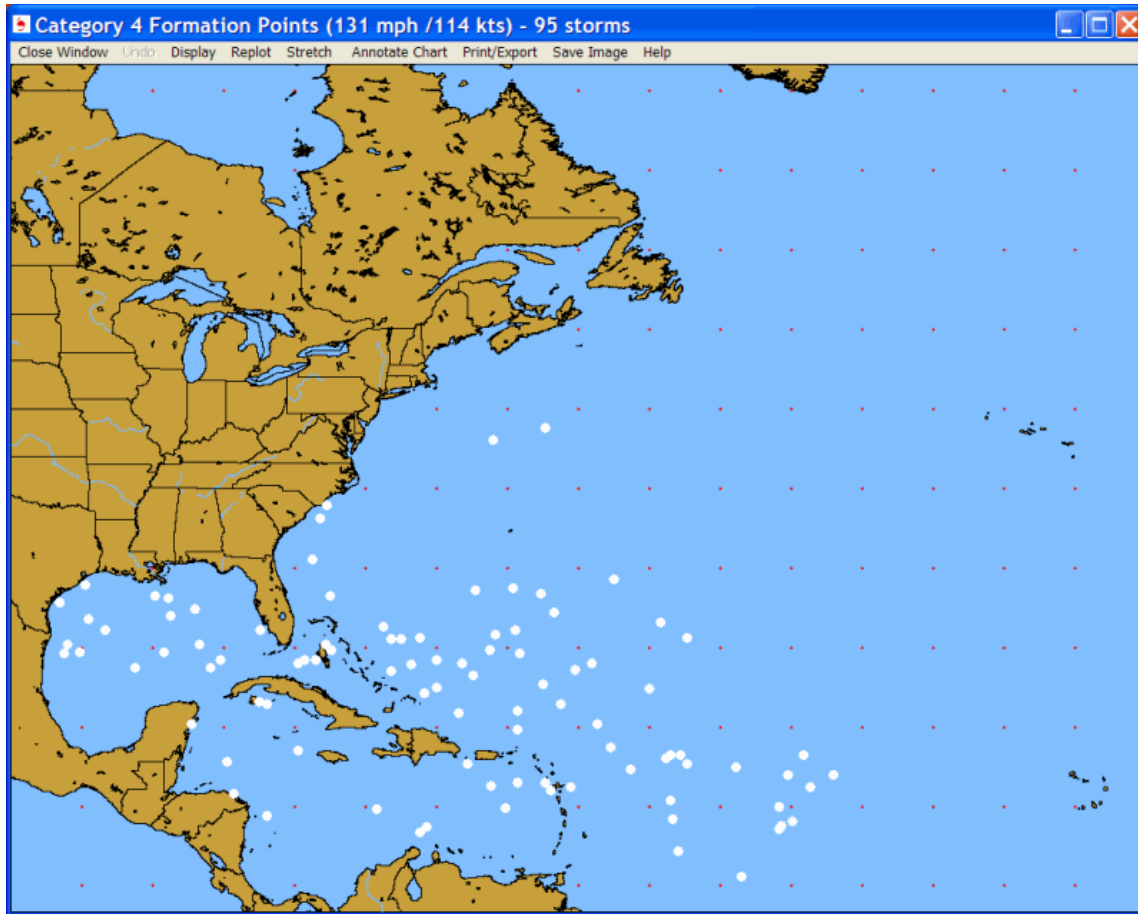 Category 4 Formation Points (131 mph /114 kts) - 95 storms
Close Window Undo Display Replot Stretch Annotate Chart Print/Export Save Image Help